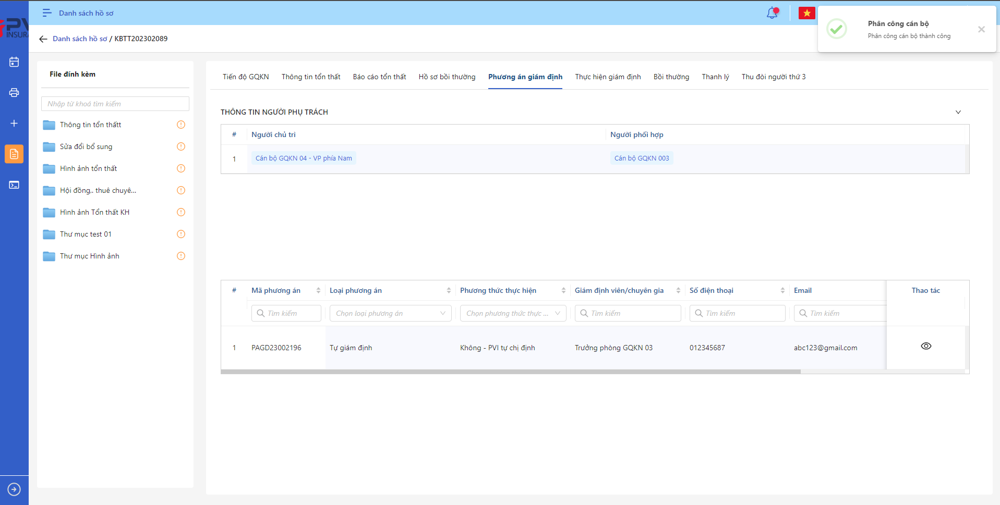 Danh sách hồ sơ
Phân công cán bộ
Phân công cán bộ thành công
PV
INSURA
Danh sách hồ sơ / KBTT202302089
File đính kèm
Nhập từ khoá tìm kiếm
Thông tin tổn thấtt
Sửa đổi bổ sung
Hình ảnh tổn thất
Hội đồng,. thuê chuyê...
Hình ảnh Tổn thất KH
Thư mục test 01
Thư mục Hình ảnh
Tiến độ GQKN Thông tin tổn thất Báo cáo tổn thất Hồ sơ bồi thường Phương án giám định Thực hiện giám định Bồi thường Thanh lý Thu đòi người thứ 3
THÔNG TIN NGƯỜI PHỤ TRÁCH
# Người chủ trì Người phối hợp
1 Cán bộ GQKN 04 - VP phía Nam Cán bộ GQKN 003
# Mã phương án Loại phương án Phương thức thực hiện Giám định viên/chuyên gia Số điện thoại Email Thao tác
Tìm kiếm Chọn loại phương án Chọn phương thức thực ... Tìm kiếm Tìm kiếm Tìm kiếm
1 PAGD23002196 Tự giám định Không - PVI tự chị định Trưởng phòng GQKN 03 012345687 abc123@gmail.com